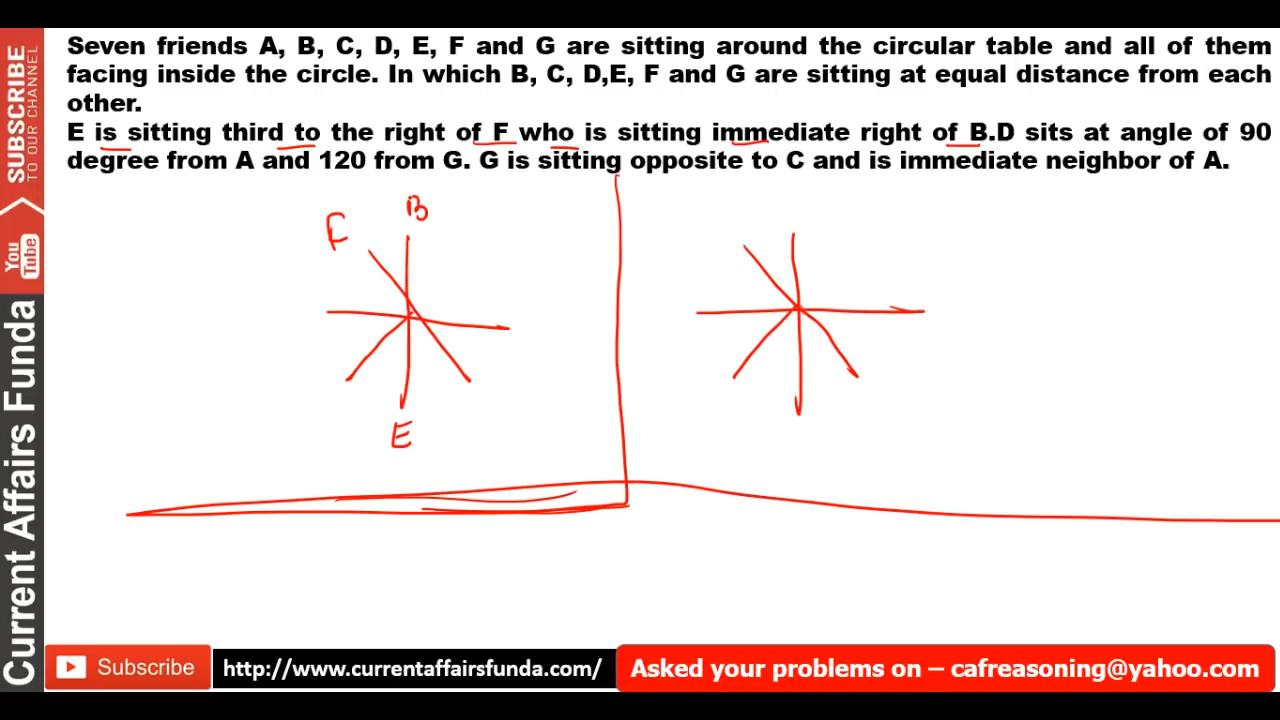 Seven friends A, B, C, D, E, F and G are sitting around the circular table and all of them
facing inside the circle. In which B, C, D,E, F and G are sitting at equal distance from each
other.
E is sitting third to the right of F who is sitting immediate right of B.D sits at angle of 90
degree from A and 120 from G. G is sitting opposite to C and is immediate neighbor of A.
B
F
E
SUBSCRIBE
TO OUR CHANNEL
You
Tube
Current Affairs Funda
Subscribe
http://www.currentaffairsfunda.com/
Asked your problems on – cafreasoning@yahoo.com